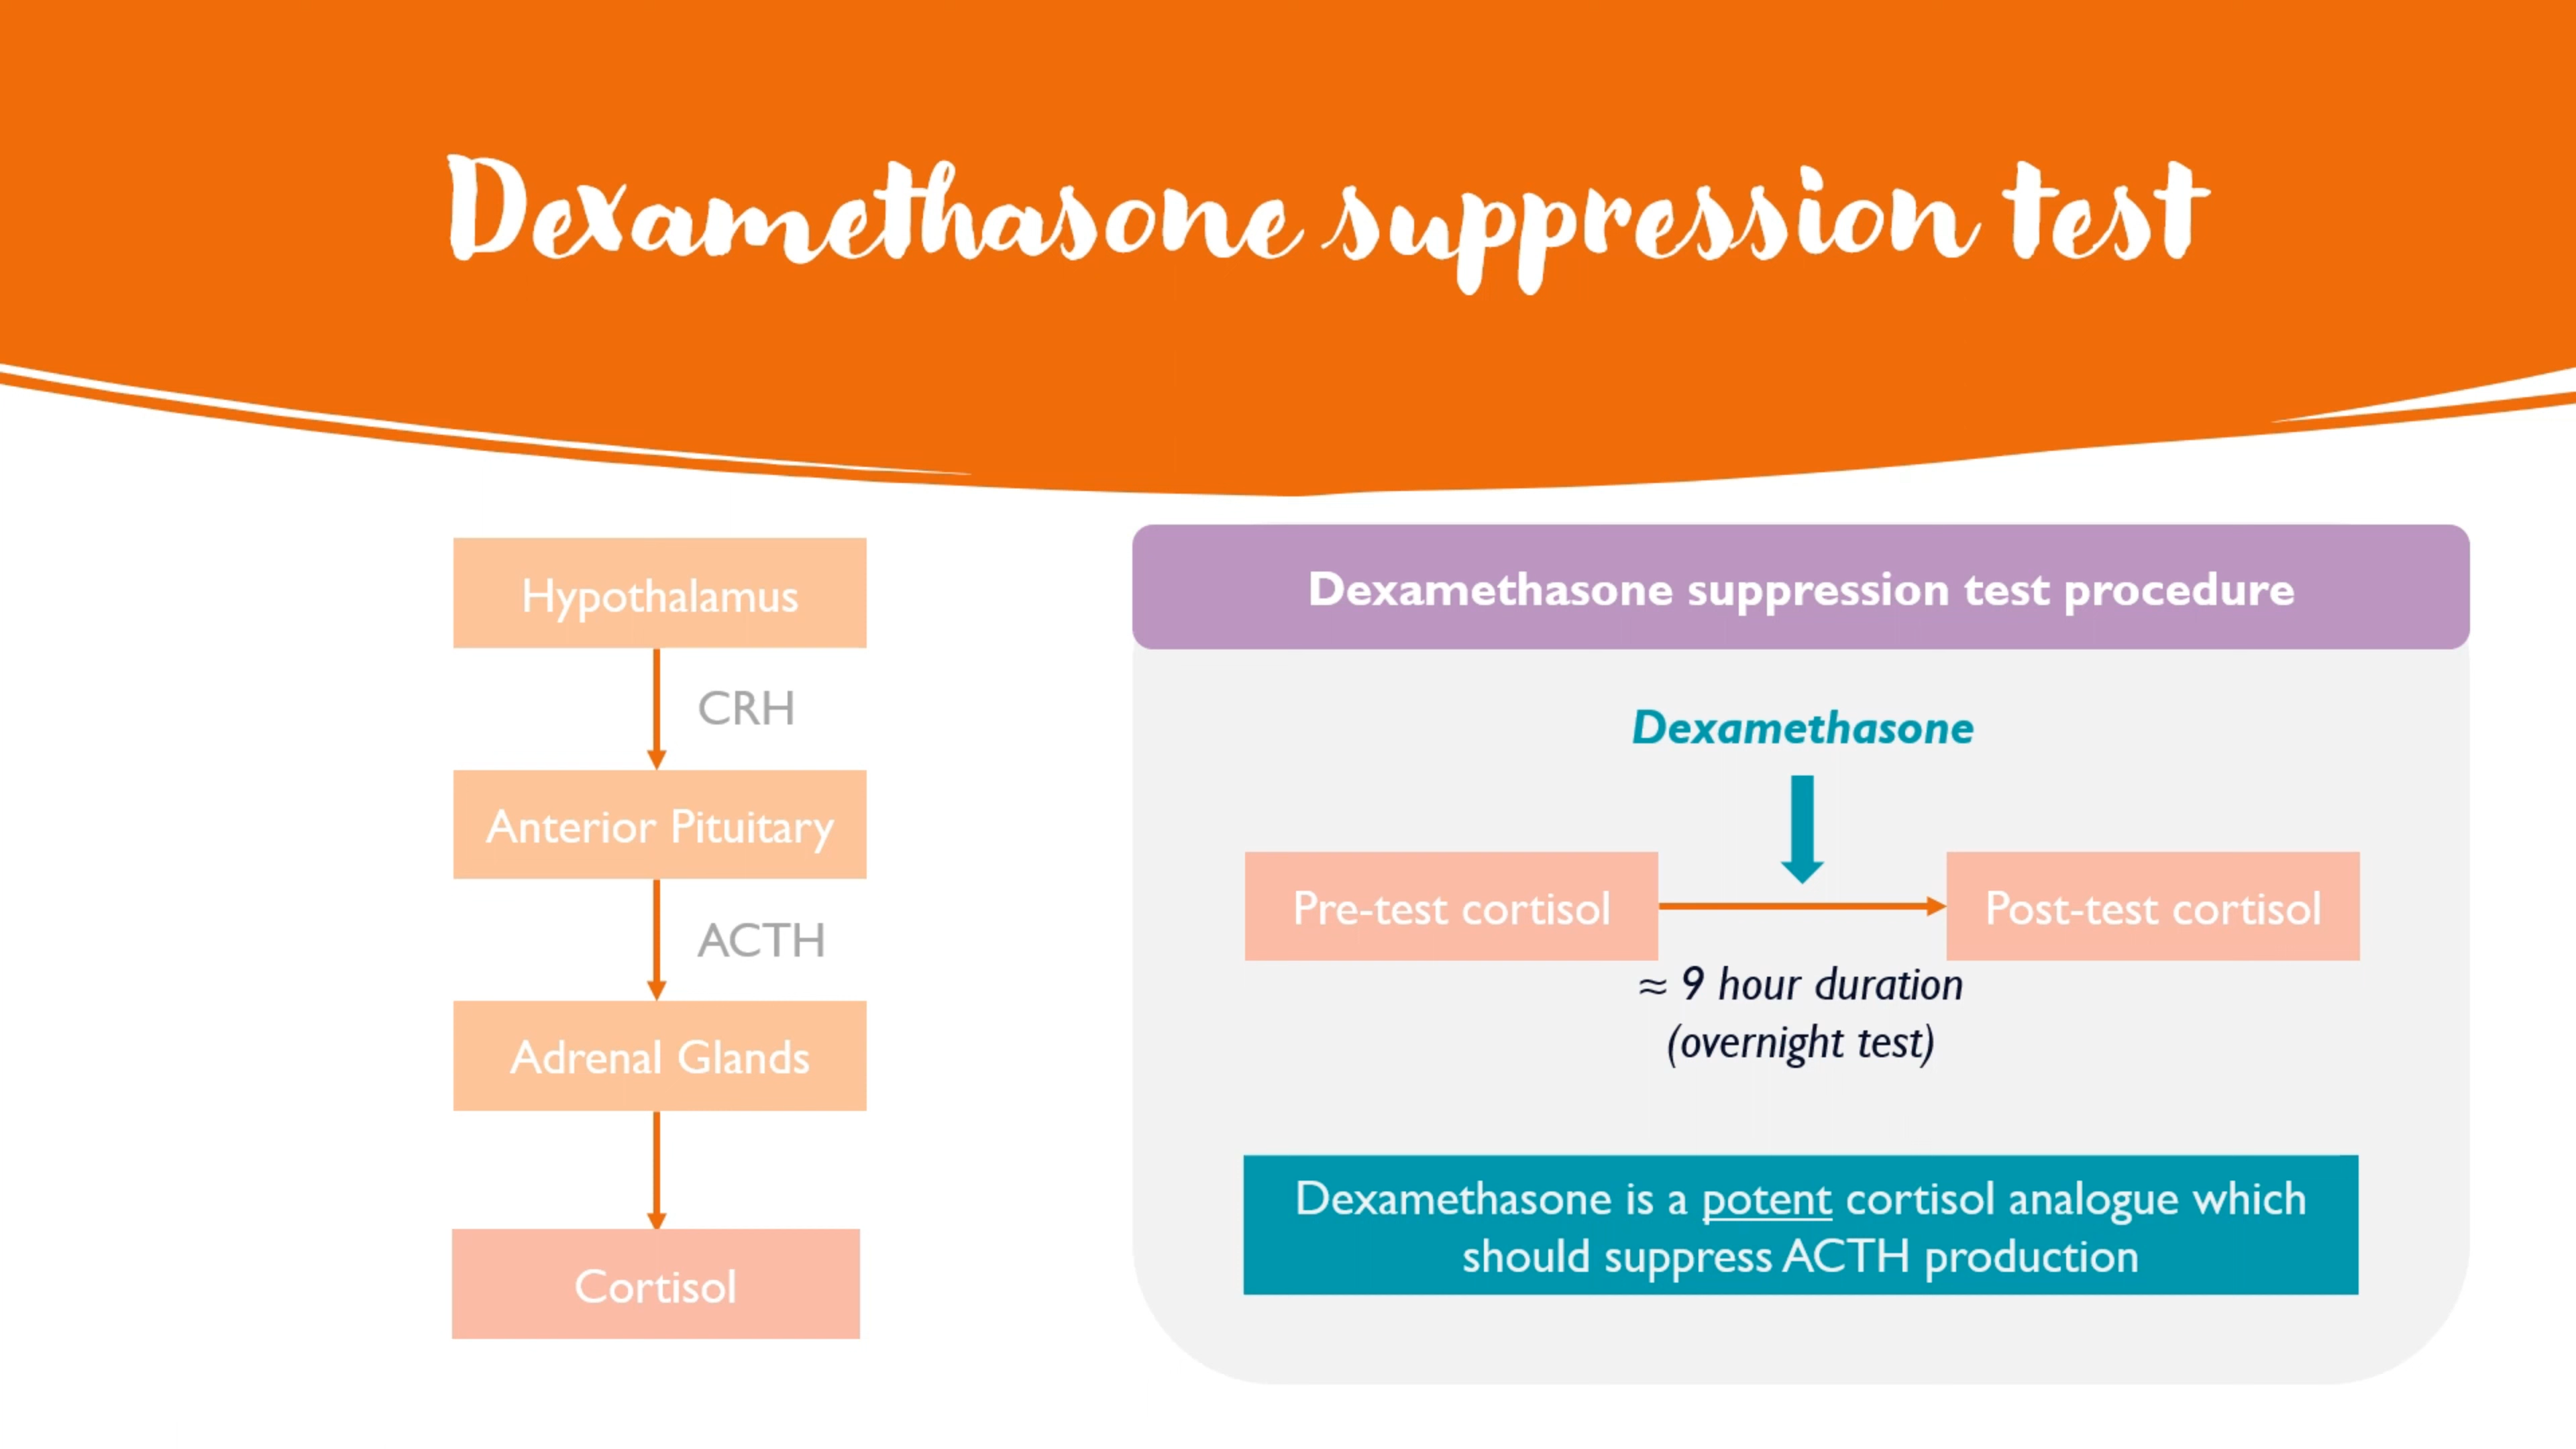 Dexamethasone suppression test
Hypothalamus
CRH
Anterior Pituitary
ACTH
Adrenal Glands
Cortisol
Dexamethasone suppression test procedure
Dexamethasone
Pre-test cortisol
Post-test cortisol
≈ 9 hour duration
(overnight test)
Dexamethasone is a potent cortisol analogue which
should suppress ACTH production